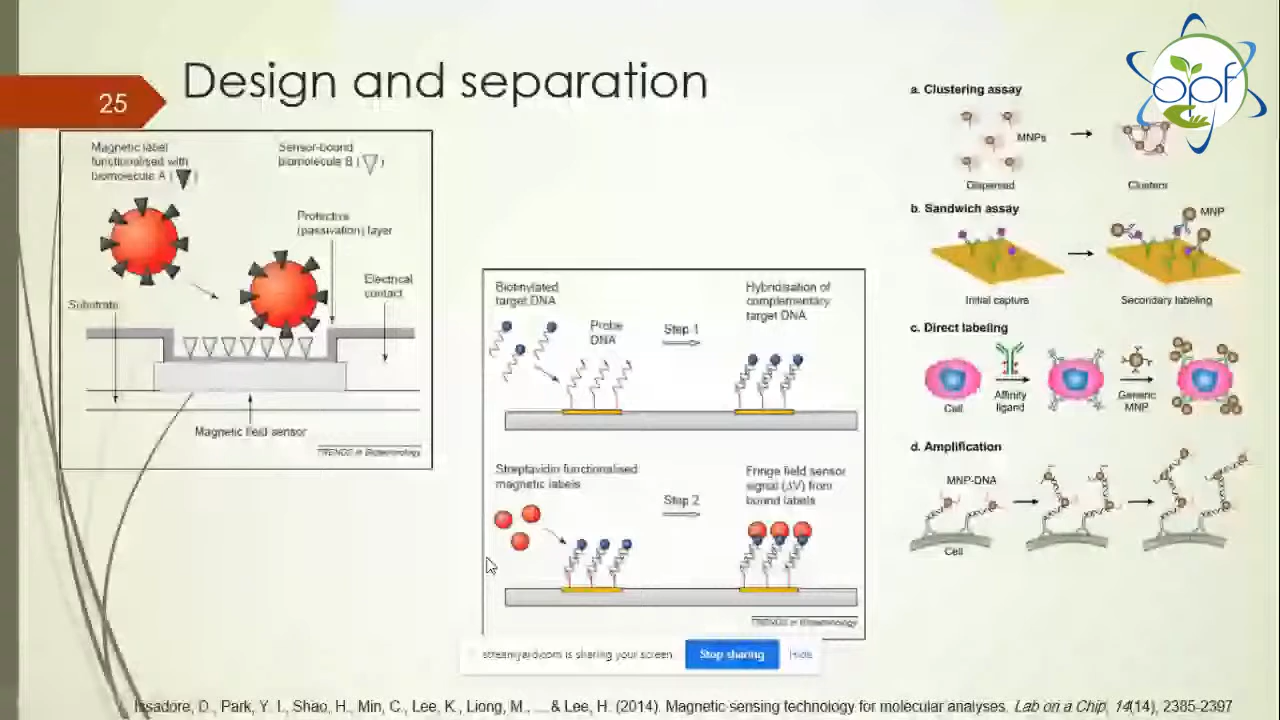 Design and separation
25
opf
Magnetic label
functionalised with
biomolecule A ( )
Sensor-bound
biomolecule B ( )
Protective
(passivation) layer
Electrical
contact
Substrate
Magnetic field sensor
TRENDS in Biotechnology
Biotinylated
target DNA
Probe
DNA
Step 1
Hybridisation of
complementary
target DNA
Streptavidin functionalised
magnetic labels
Step 2
Fringe field sensor
signal (ΔV) from
bound labels
TRENDS in Biotechnology
a. Clustering assay
MNPs
Dispersed
Clusters
b. Sandwich assay
MNP
Initial capture
Secondary labeling
c. Direct labeling
Cell
Affinity
ligand
Generic
MNP
d. Amplification
MNP-DNA
Cell
streamyard.com is sharing your screen.
Stop sharing
Hide
Issadore, D., Park, Y. I., Shao, H., Min, C., Lee, K., Liong, M., ... & Lee, H. (2014). Magnetic sensing technology for molecular analyses. Lab on a Chip, 14(14), 2385-2397